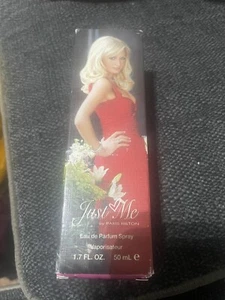 Just Me
by PARIS HILTON
Eau de Parfum Spray
Vaporisateur
1.7 FL. OZ. 50 mL e